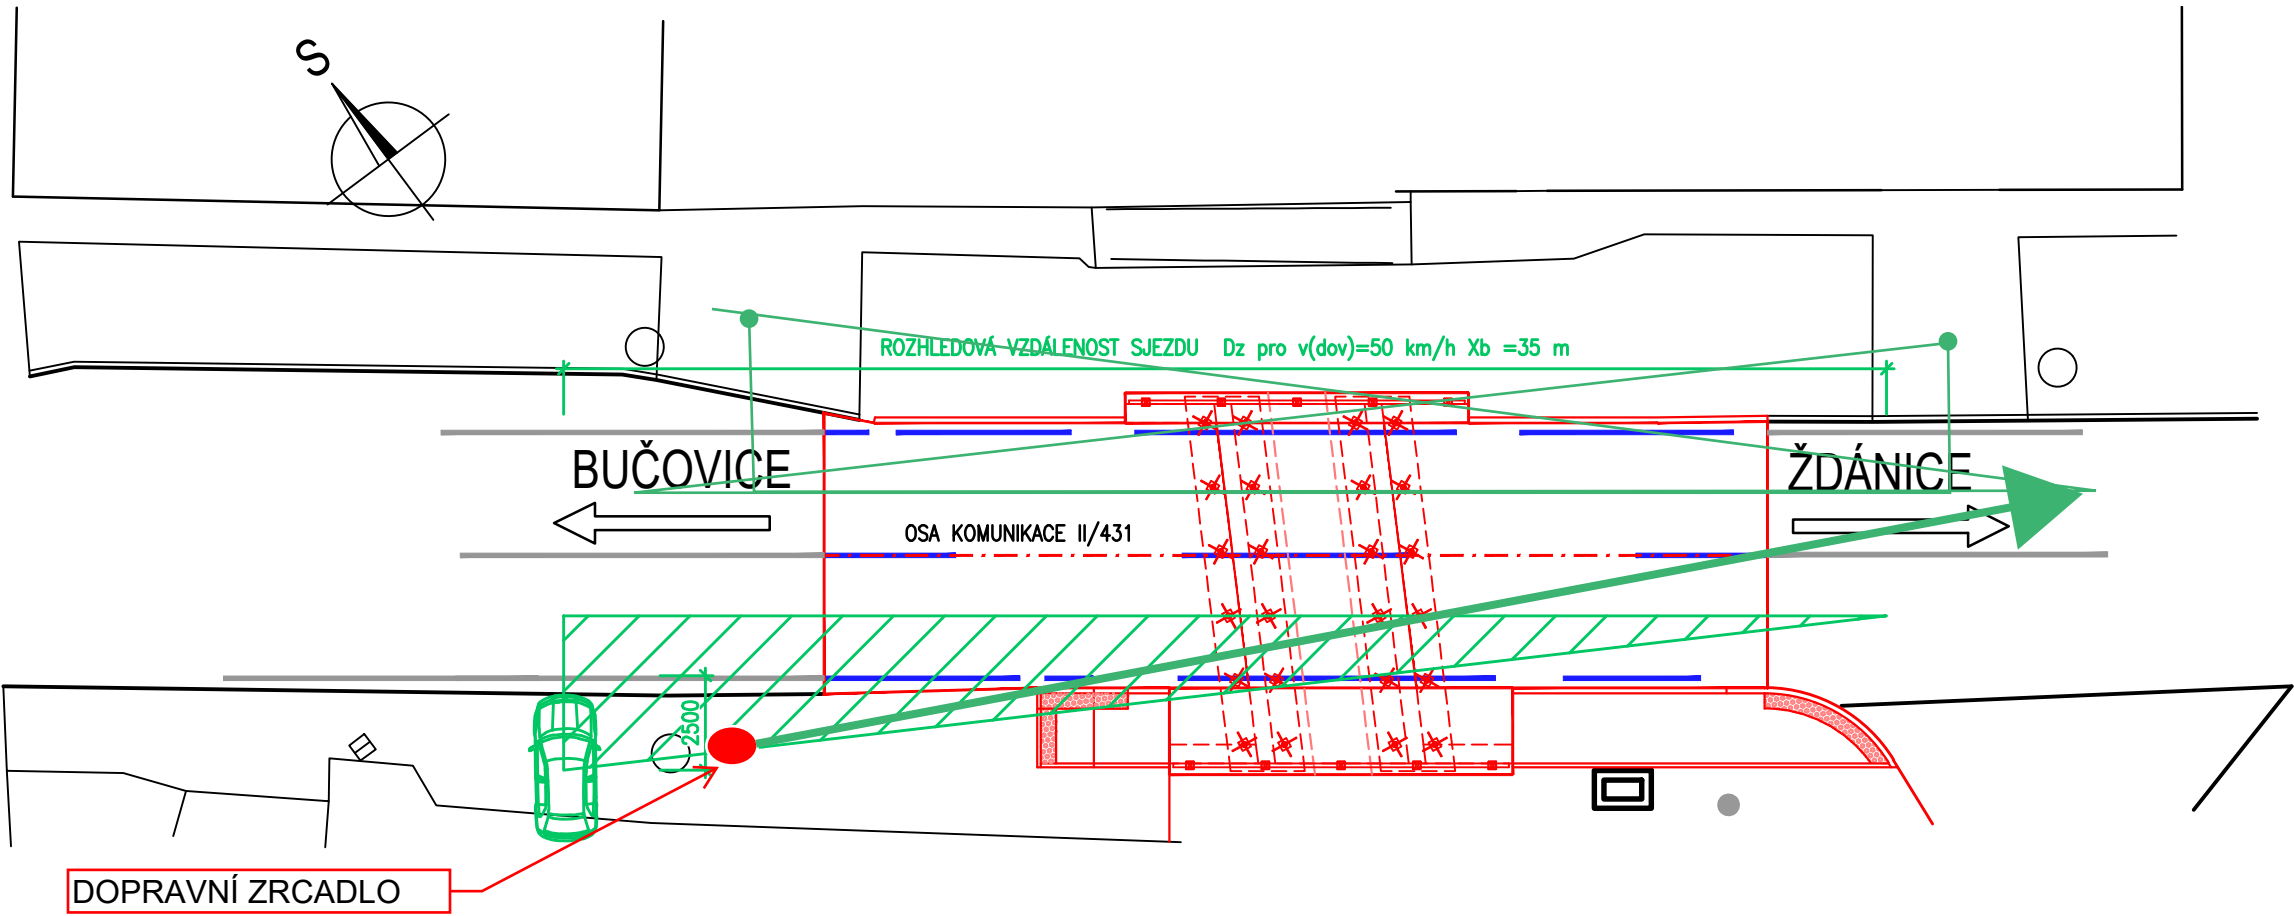 S
ROZHLEDOVÁ VZDÁLENOST SJEZDU Dz pro v(dov)=50 km/h Xb =35 m
BUČOVICE
ŽDÁNICE
OSA KOMUNIKACE II/431
2500
DOPRAVNÍ ZRCADLO